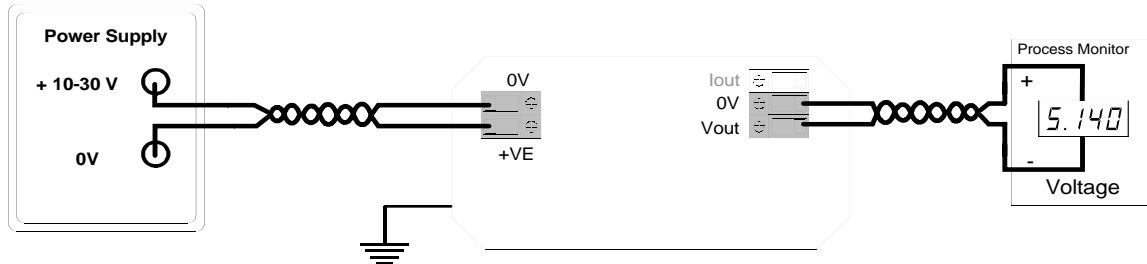 Power Supply
+ 10-30 V
0V
0V
+VE
Iout
0V
Vout
Process Monitor
+
5.140
-
Voltage